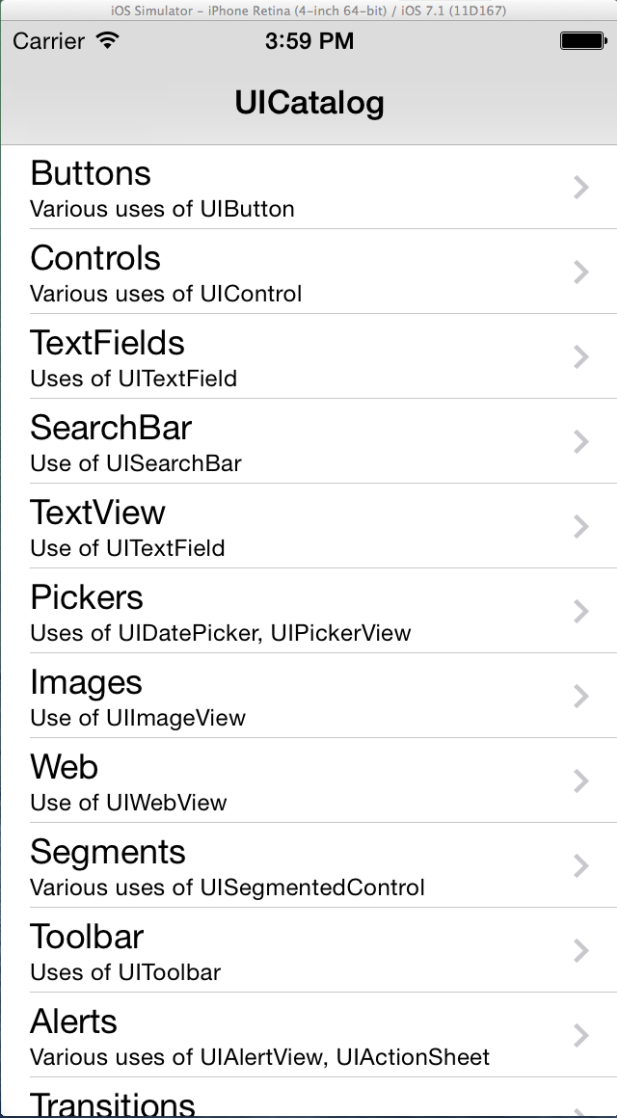 iOS Simulator – iPhone Retina (4-inch 64-bit) / iOS 7.1 (11D167)
Carrier 3:59 PM
UICatalog
Buttons
Various uses of UIButton
Controls
Various uses of UIControl
TextFields
Uses of UITextField
SearchBar
Use of UISearchBar
TextView
Use of UITextField
Pickers
Uses of UIDatePicker, UIPickerView
Images
Use of UIImageView
Web
Use of UIWebView
Segments
Various uses of UISegmentedControl
Toolbar
Uses of UIToolbar
Alerts
Various uses of UIAlertView, UIActionSheet
Transitions